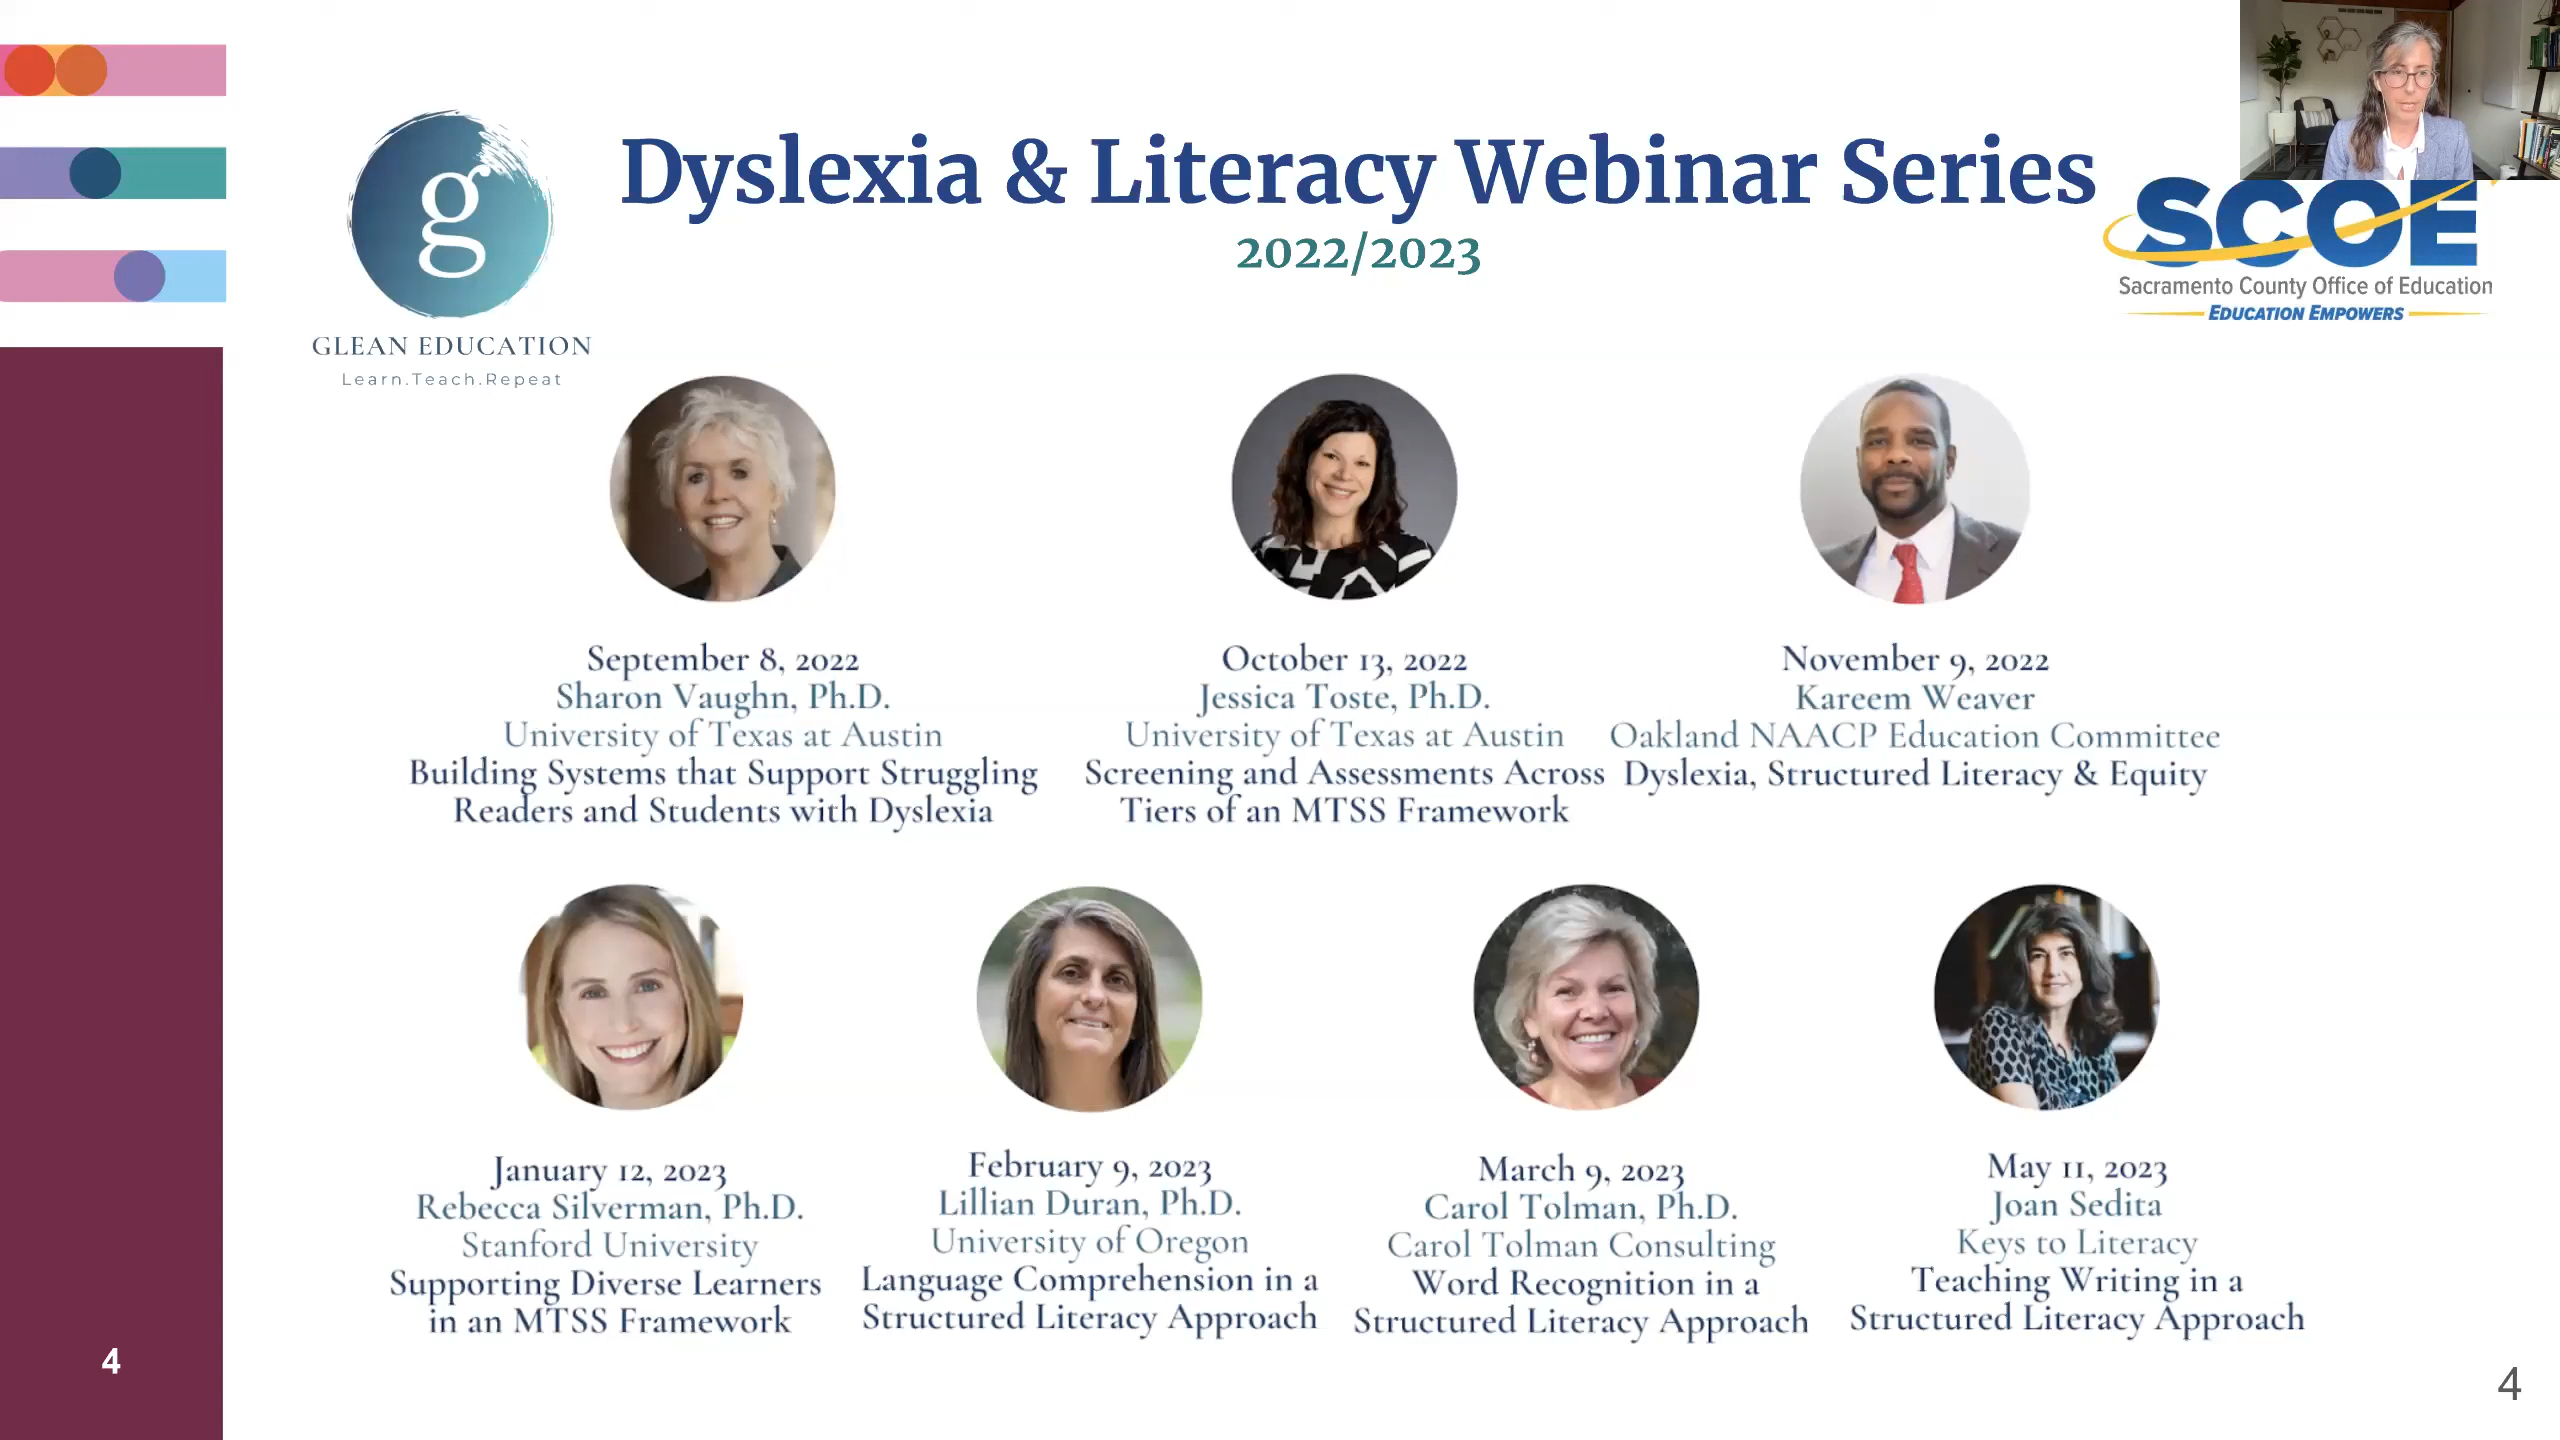 g
GLEAN EDUCATION
Learn.Teach.Repeat
Dyslexia & Literacy Webinar Series
2022/2023
SCOE
Sacramento County Office of Education
EDUCATION EMPOWERS
September 8, 2022
Sharon Vaughn, Ph.D.
University of Texas at Austin
Building Systems that Support Struggling
Readers and Students with Dyslexia
October 13, 2022
Jessica Toste, Ph.D.
University of Texas at Austin
Screening and Assessments Across
Tiers of an MTSS Framework
November 9, 2022
Kareem Weaver
Oakland NAACP Education Committee
Dyslexia, Structured Literacy & Equity
January 12, 2023
Rebecca Silverman, Ph.D.
Stanford University
Supporting Diverse Learners
in an MTSS Framework
February 9, 2023
Lillian Duran, Ph.D.
University of Oregon
Language Comprehension in a
Structured Literacy Approach
March 9, 2023
Carol Tolman, Ph.D.
Carol Tolman Consulting
Word Recognition in a
Structured Literacy Approach
May 11, 2023
Joan Sedita
Keys to Literacy
Teaching Writing in a
Structured Literacy Approach
4
4